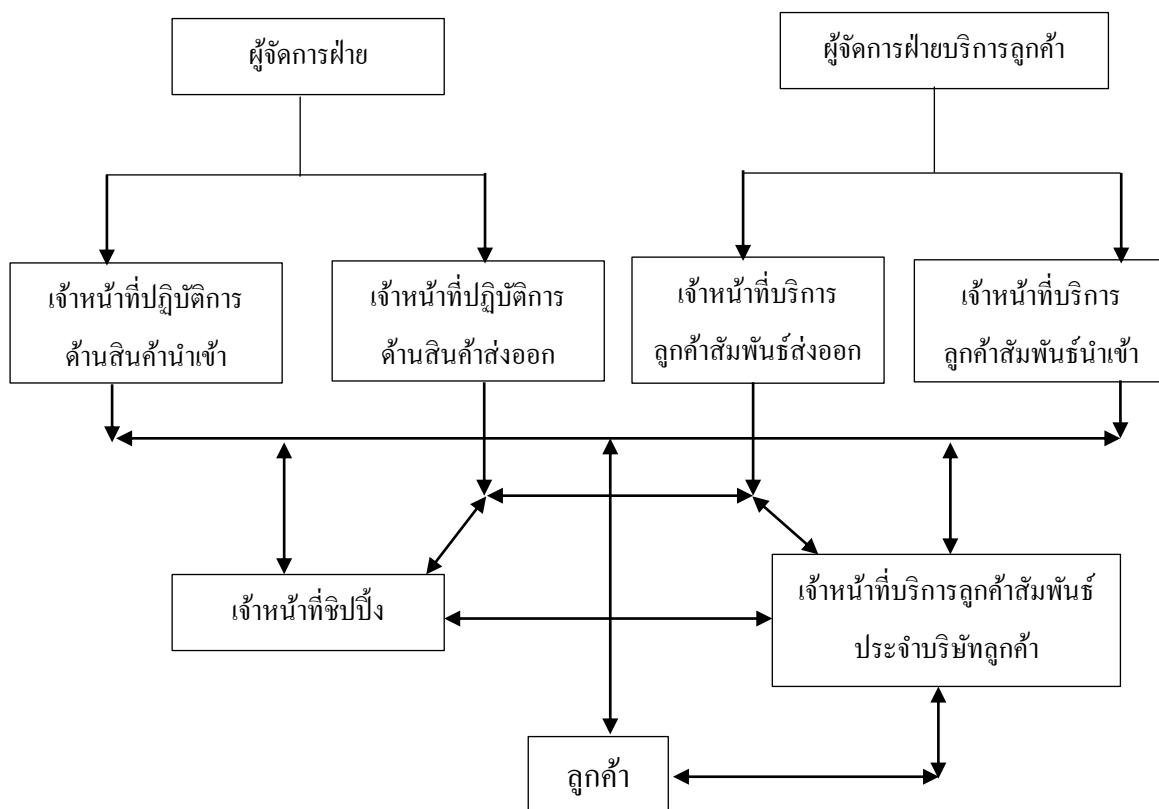 ผู้จัดการฝ่าย
ผู้จัดการฝ่ายบริการลูกค้า
เจ้าหน้าที่ปฏิบัติการ
ด้านสินค้านำเข้า
เจ้าหน้าที่ปฏิบัติการ
ด้านสินค้าส่งออก
เจ้าหน้าที่บริการ
ลูกค้าสัมพันธ์ส่งออก
เจ้าหน้าที่บริการ
ลูกค้าสัมพันธ์นำเข้า
เจ้าหน้าที่ชิปปิ้ง
เจ้าหน้าที่บริการลูกค้าสัมพันธ์
ประจำบริษัทลูกค้า
ลูกค้า